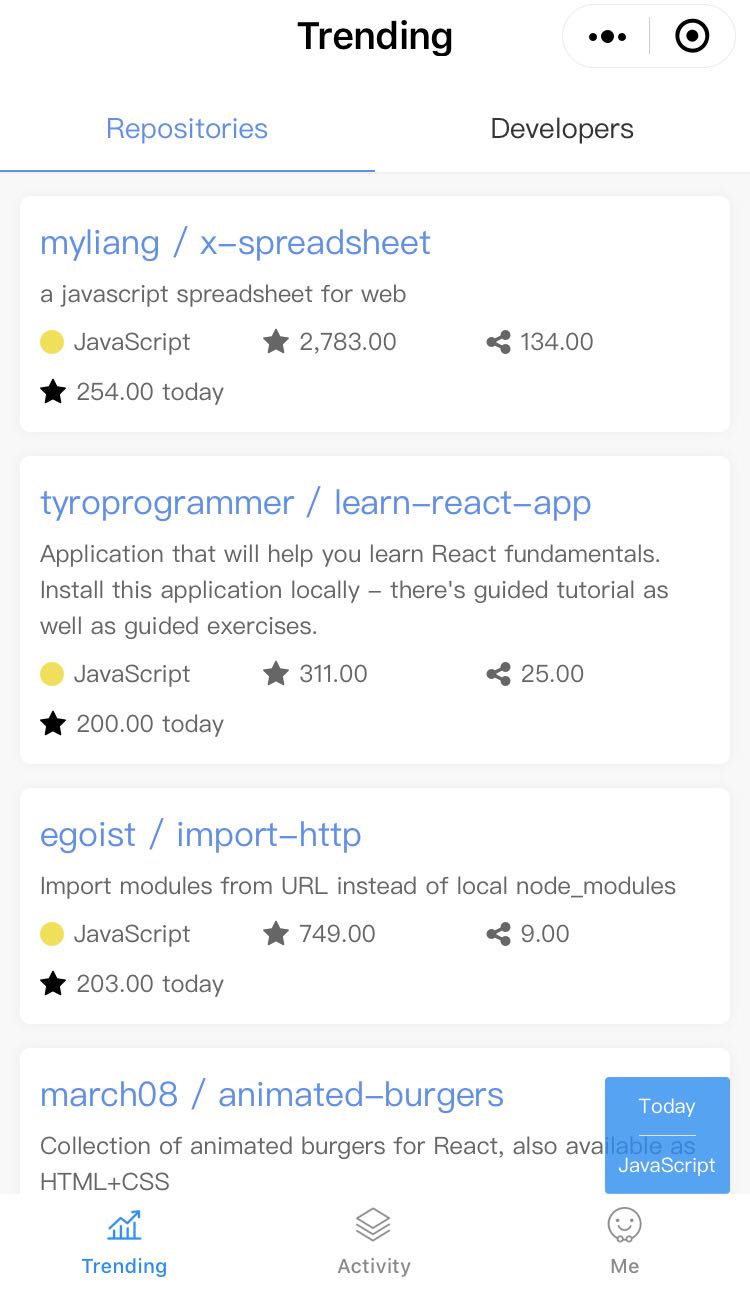 Trending
Repositories
Developers
myliang / x-spreadsheet
a javascript spreadsheet for web
JavaScript 2,783.00 134.00
254.00 today
tyroprogrammer / learn-react-app
Application that will help you learn React fundamentals.
Install this application locally – there's guided tutorial as
well as guided exercises.
JavaScript 311.00 25.00
200.00 today
egoist / import-http
Import modules from URL instead of local node_modules
JavaScript 749.00 9.00
203.00 today
march08 / animated-burgers
Collection of animated burgers for React, also available as
HTML+CSS
Today
JavaScript
Trending
Activity
Me